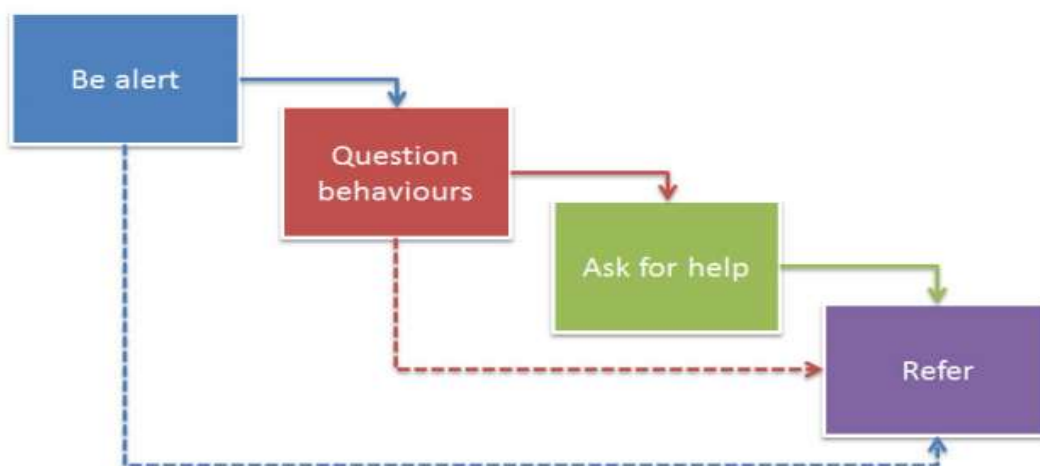 Be alert
Question
behaviours
Ask for help
Refer